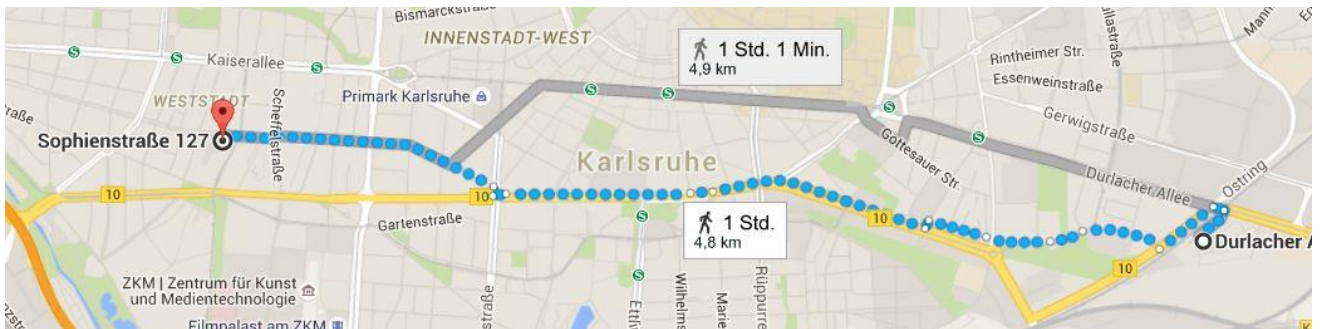 Bismarckstraße
INNENSTADT-WEST
Kaiserallee
1 Std. 1 Min.
4,9 km
Rintheimer Str.
Essenweinstraße
WESTSTADT
Scheffelstraße
Primark Karlsruhe
Gerwigstraße
Sophienstraße 127
Karlsruhe
Gottesauer Str.
Durlacher Allee
Ostring
10
10
10
Gartenstraße
1 Std.
4,8 km
Durlacher A
10
ZKM | Zentrum für Kunst
und Medientechnologie
Filmpalast am ZKM